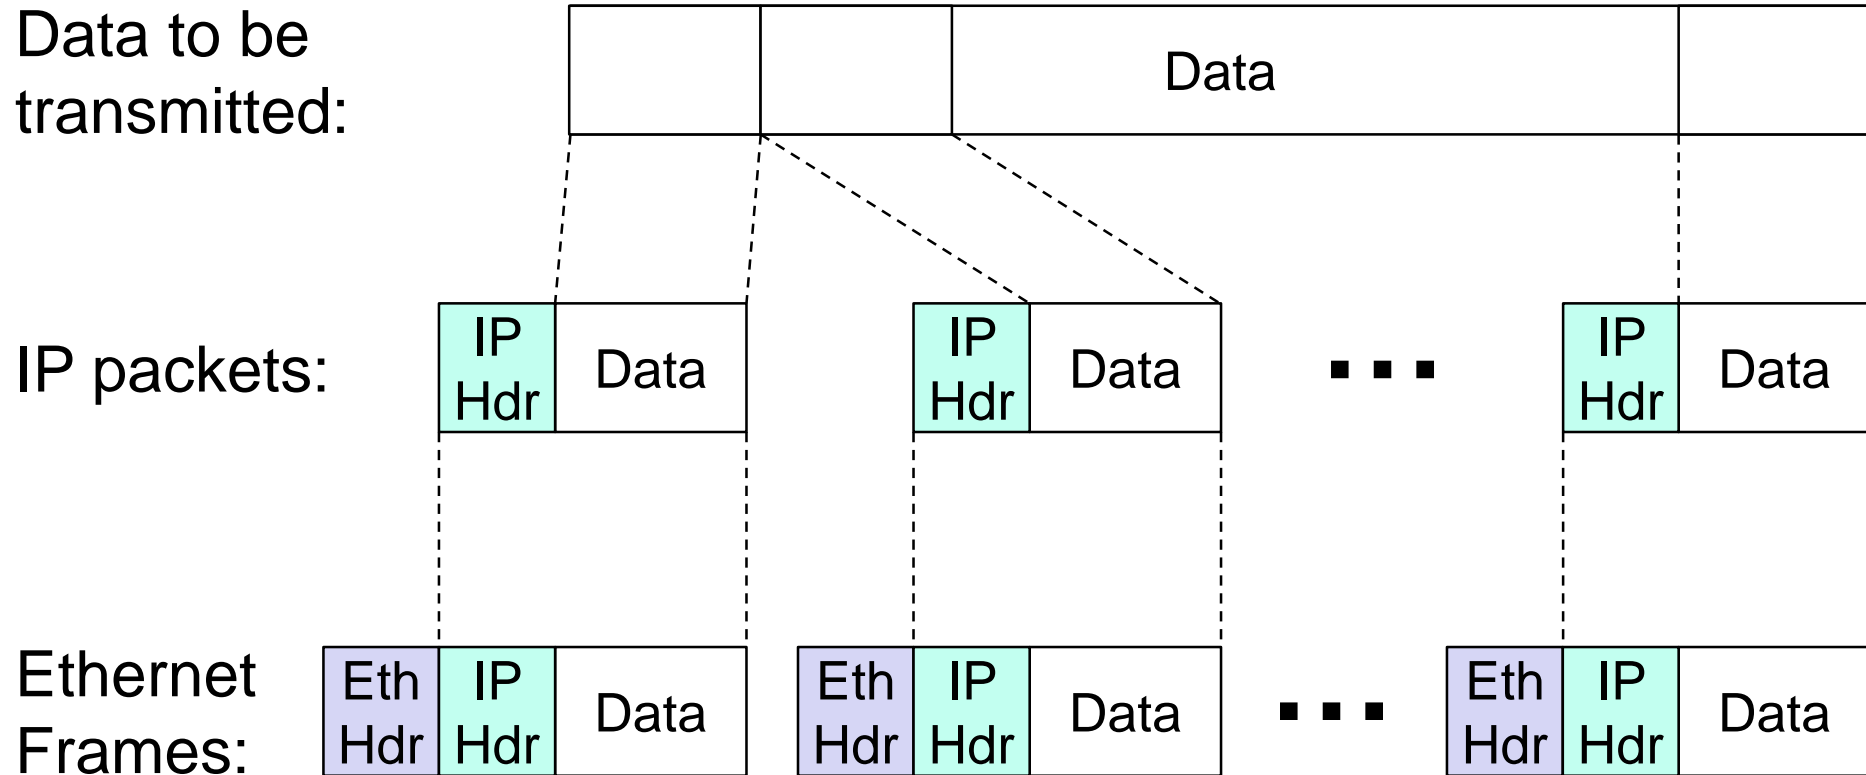 Data to be
transmitted:
Data
IP packets:
IP
Hdr
Data
IP
Hdr
Data
IP
Hdr
Data
Ethernet
Frames:
Eth
Hdr
IP
Hdr
Data
Eth
Hdr
IP
Hdr
Data
Eth
Hdr
IP
Hdr
Data